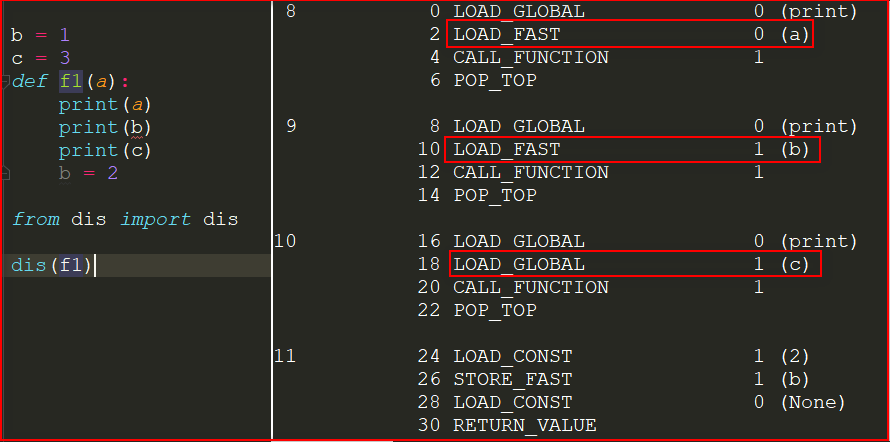 b = 1
c = 3
def f1(a):
    print(a)
    print(b)
    print(c)
    b = 2
from dis import dis
dis(f1)
8 0 LOAD_GLOBAL 0 (print)
2 LOAD_FAST 0 (a)
4 CALL_FUNCTION 1
6 POP_TOP
9 8 LOAD_GLOBAL 0 (print)
10 LOAD_FAST 1 (b)
12 CALL_FUNCTION 1
14 POP_TOP
10 16 LOAD_GLOBAL 0 (print)
18 LOAD_GLOBAL 1 (c)
20 CALL_FUNCTION 1
22 POP_TOP
11 24 LOAD_CONST 1 (2)
26 STORE_FAST 1 (b)
28 LOAD_CONST 0 (None)
30 RETURN_VALUE